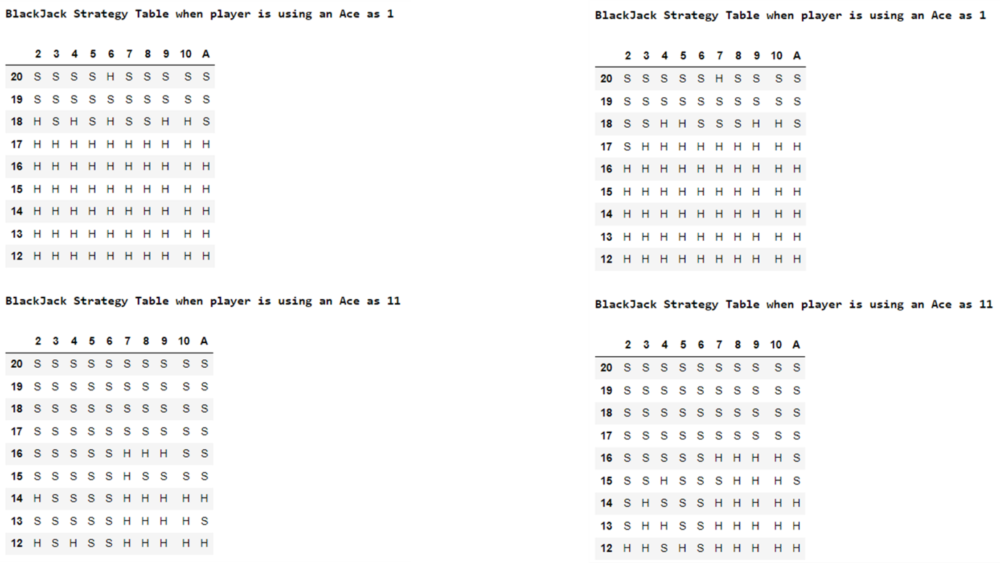 BlackJack Strategy Table when player is using an Ace as 1
2 3 4 5 6 7 8 9 10 A
20 S S S S H S S S S S
19 S S S S S S S S S S
18 H S H S H S S H H S
17 H H H H H H H H H H
16 H H H H H H H H H H
15 H H H H H H H H H H
14 H H H H H H H H H H
13 H H H H H H H H H H
12 H H H H H H H H H H
BlackJack Strategy Table when player is using an Ace as 11
2 3 4 5 6 7 8 9 10 A
20 S S S S S S S S S S
19 S S S S S S S S S S
18 S S S S S S S S S S
17 S S S S S S S S S S
16 S S S S S H H H S S
15 S S S S S H S S S S
14 H S S S S H H H H H
13 S S S S S H H H H S
12 H S H S S H H H H H
BlackJack Strategy Table when player is using an Ace as 1
2 3 4 5 6 7 8 9 10 A
20 S S S S S H S S S S
19 S S S S S S S S S S
18 S S H H S S S H H S
17 S H H H H H H H H H
16 H H H H H H H H H H
15 H H H H H H H H H H
14 H H H H H H H H H H
13 H H H H H H H H H H
12 H H H H H H H H H H
BlackJack Strategy Table when player is using an Ace as 11
2 3 4 5 6 7 8 9 10 A
20 S S S S S S S S S S
19 S S S S S S S S S S
18 S S S S S S S S S S
17 S S S S S S S S S S
16 S S S S S H H H H S
15 S S H S S S H H H S
14 S H S S S H H H H H
13 S H H S S H H H H H
12 H H S H S H H H H H